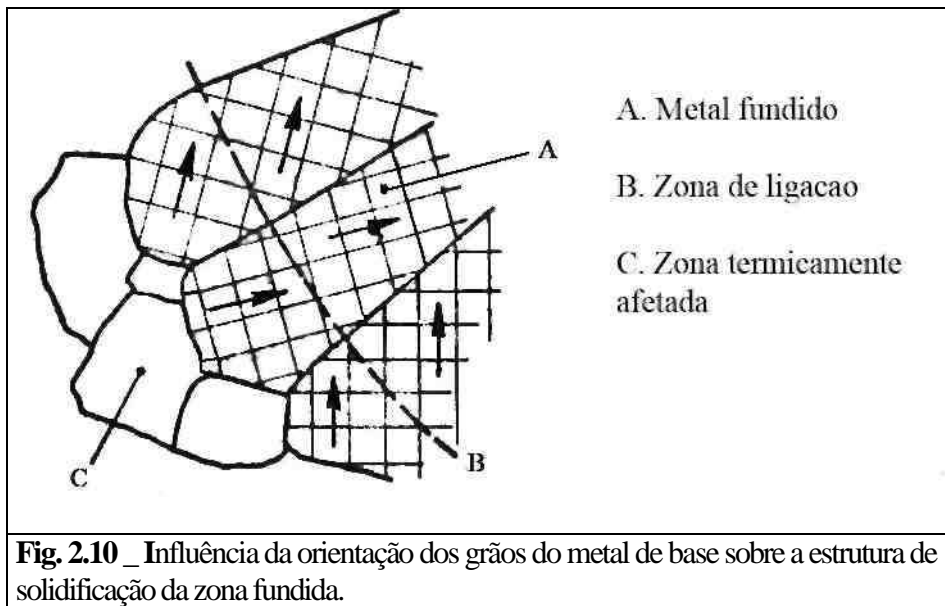 A
A. Metal fundido
B. Zona de ligacao
C. Zona termicamente
afetada
B
C
Fig. 2.10 _ Influência da orientação dos grãos do metal de base sobre a estrutura de
solidificação da zona fundida.